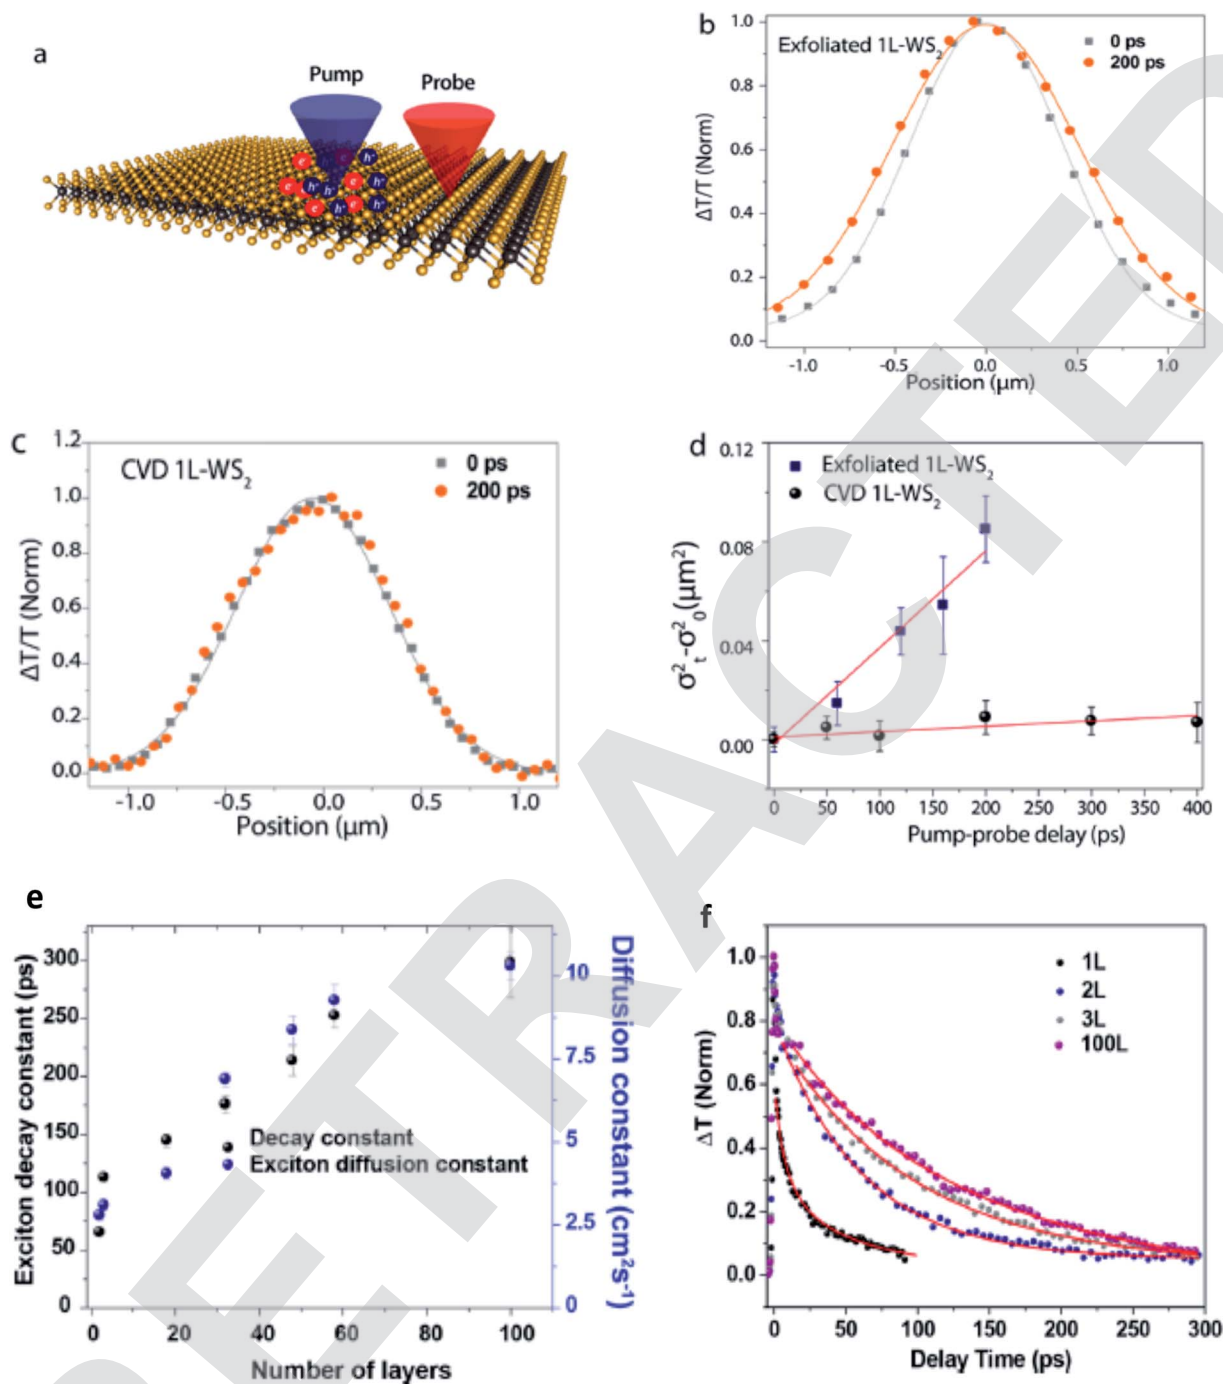 a
Pump
Probe
e⁻ h⁺ e⁻ h⁺
e⁻ h⁺ h⁺ e⁻ h⁺
e⁻ h⁺ e⁻ h⁺
b
Exfoliated 1L-WS₂
0 ps
200 ps
ΔT/T (Norm)
1.0
0.8
0.6
0.4
0.2
0.0
-1.0 -0.5 0.0 0.5 1.0
Position (μm)
c
CVD 1L-WS₂
0 ps
200 ps
ΔT/T (Norm)
1.2
1.0
0.8
0.6
0.4
0.2
0.0
-1.0 -0.5 0.0 0.5 1.0
Position (μm)
d
Exfoliated 1L-WS₂
CVD 1L-WS₂
σ²ₜ-σ²₀(μm²)
0.12
0.08
0.04
0.00
0 50 100 150 200 250 300 350 400
Pump-probe delay (ps)
e
Exciton decay constant (ps)
300
250
200
150
100
50
0
Decay constant
Exciton diffusion constant
Diffusion constant (cm²s⁻¹)
10
7.5
5
2.5
0
0 20 40 60 80 100
Number of layers
f
1L
2L
3L
100L
ΔT (Norm)
1.0
0.8
0.6
0.4
0.2
0.0
0 50 100 150 200 250 300
Delay Time (ps)
RETRACTED